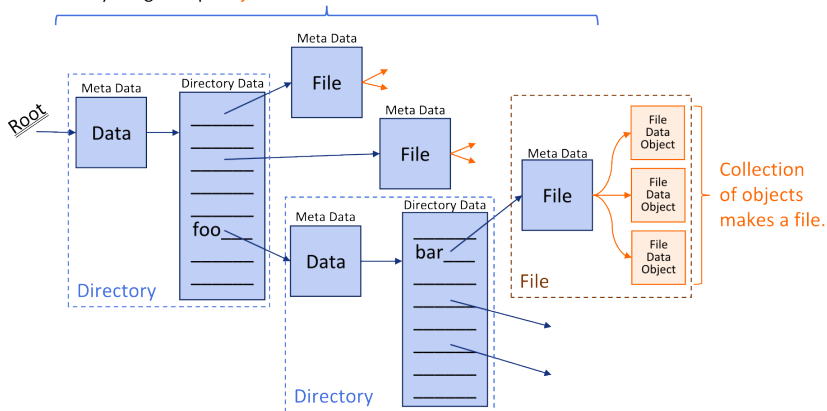 Root
Meta Data
Data
Directory Data
foo
Directory
Meta Data
File
Meta Data
File
Meta Data
Data
Directory Data
bar
Directory
Meta Data
File
File
Data
Object
File
Data
Object
File
Data
Object
File
Collection
of objects
makes a file.